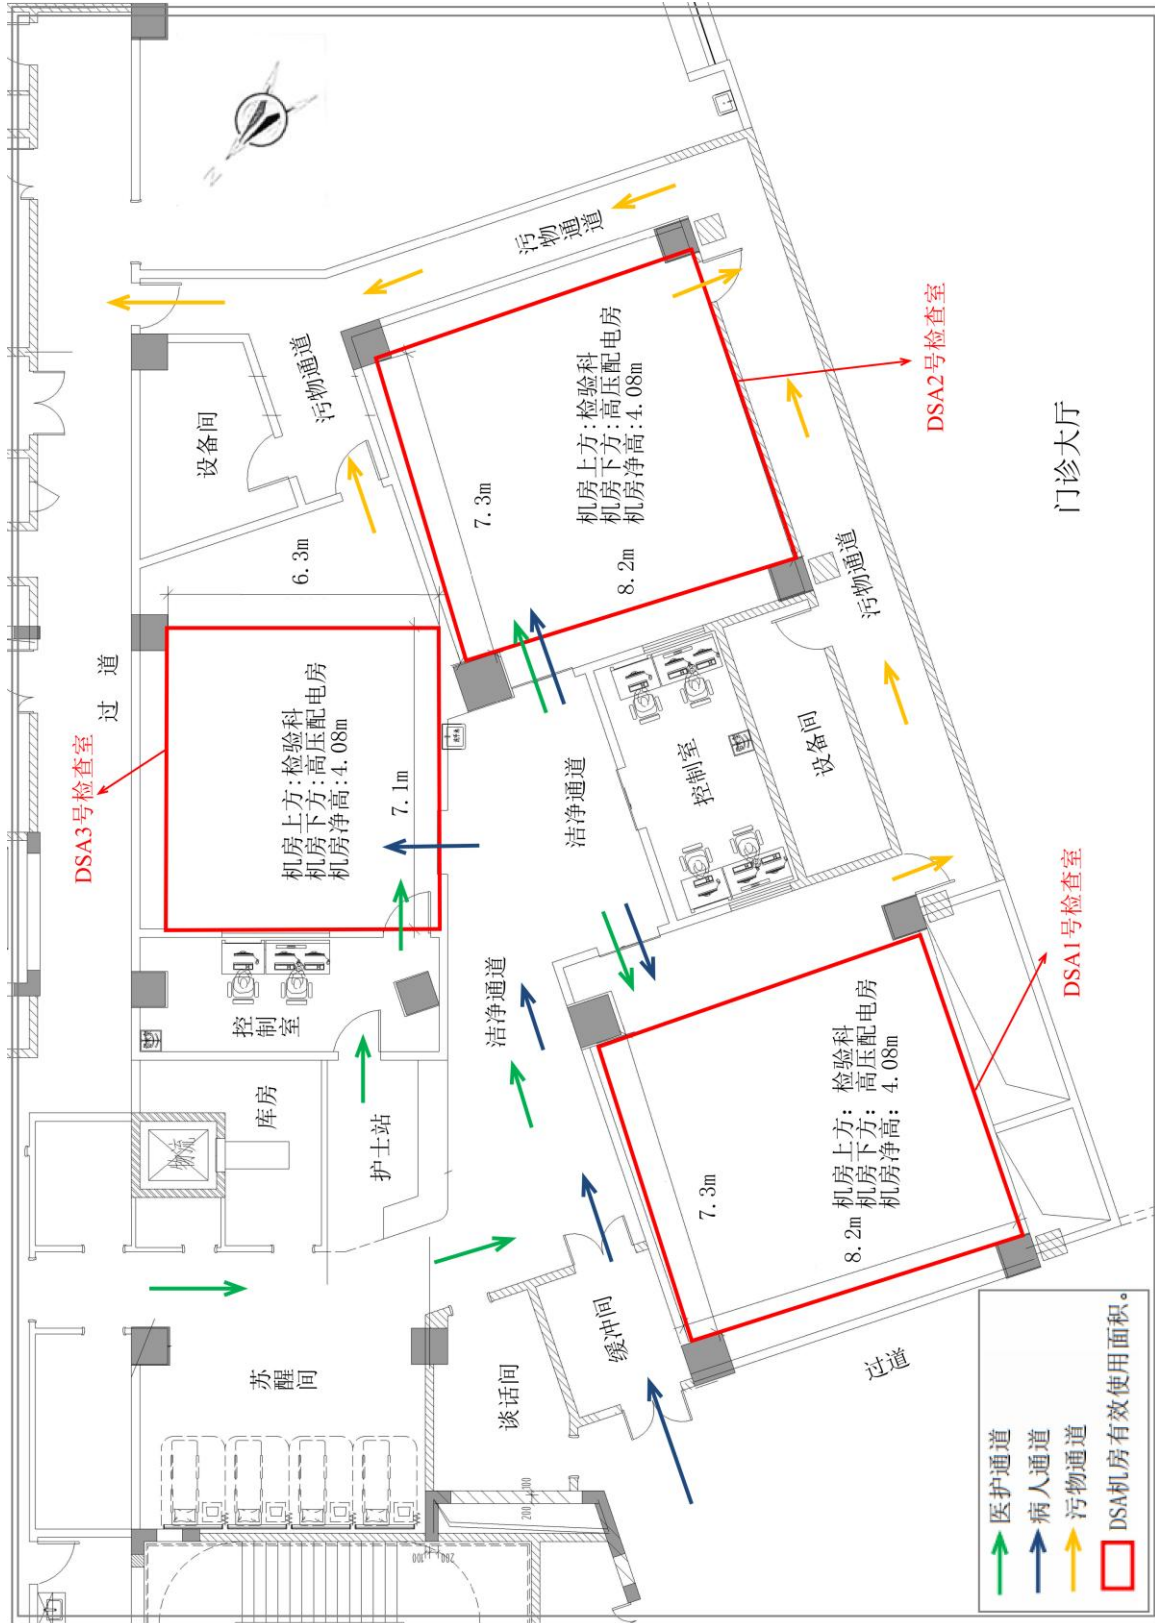 过道
DSA3号检查室
机房上方:检验科
机房下方:高压配电房
机房净高:4.08m
7.1m
6.3m
设备间
污物通道
污物通道
机房上方:检验科
机房下方:高压配电房
机房净高:4.08m
7.3m
8.2m
DSA2号检查室
门诊大厅
污物通道
设备间
控制室
洁净通道
洁净通道
控制室
库房
物流
护士站
苏醒间
谈话间
缓冲间
过道
机房上方: 检验科
机房下方: 高压配电房
机房净高: 4.08m
7.3m
8.2m
DSA1号检查室
200
100
200
100
医护通道
病人通道
污物通道
DSA机房有效使用面积。
N